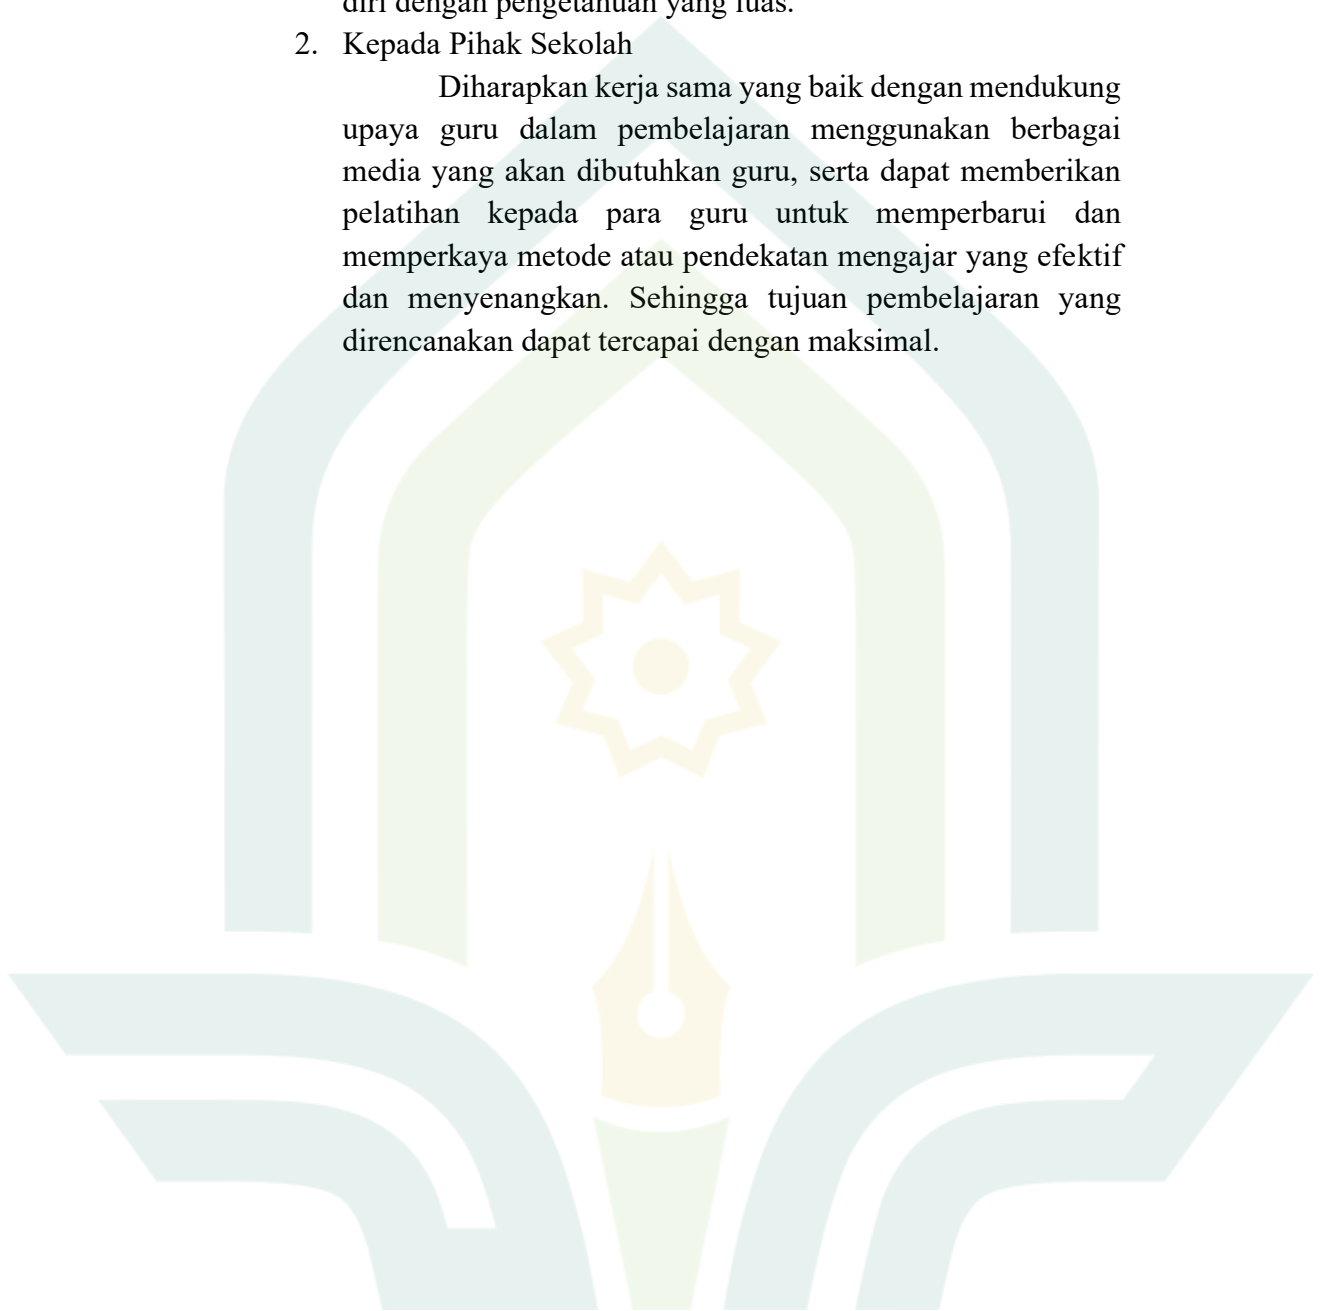 diri dengan pengetahuan yang luas.
2. Kepada Pihak Sekolah
Diharapkan kerja sama yang baik dengan mendukung
upaya guru dalam pembelajaran menggunakan berbagai
media yang akan dibutuhkan guru, serta dapat memberikan
pelatihan kepada para guru untuk memperbarui dan
memperkaya metode atau pendekatan mengajar yang efektif
dan menyenangkan. Sehingga tujuan pembelajaran yang
direncanakan dapat tercapai dengan maksimal.